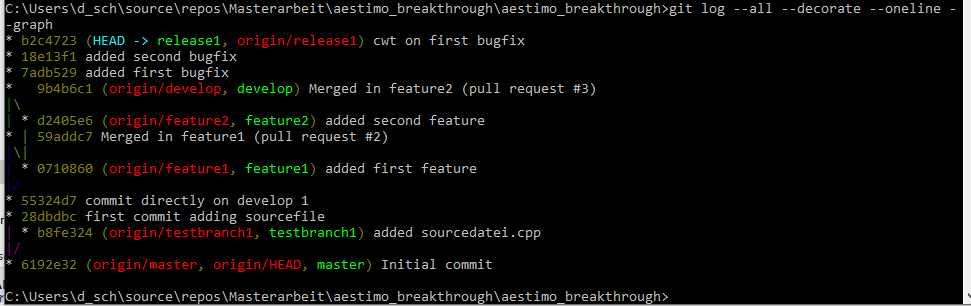 C:\Users\d_sch\source\repos\Masterarbeit\aestimo_breakthrough\aestimo_breakthrough>git log --all --decorate --oneline -
-graph
* b2c4723 (HEAD -> release1, origin/release1) cwt on first bugfix
* 18e13f1 added second bugfix
* 7adb529 added first bugfix
*   9b4b6c1 (origin/develop, develop) Merged in feature2 (pull request #3)
|\
| * d2405e6 (origin/feature2, feature2) added second feature
* | 59addc7 Merged in feature1 (pull request #2)
|\|
| * 0710860 (origin/feature1, feature1) added first feature
|/
* 55324d7 commit directly on develop 1
* 28dbdbc first commit adding sourcefile
| * b8fe324 (origin/testbranch1, testbranch1) added sourcedatei.cpp
|/
* 6192e32 (origin/master, origin/HEAD, master) Initial commit
C:\Users\d_sch\source\repos\Masterarbeit\aestimo_breakthrough\aestimo_breakthrough>